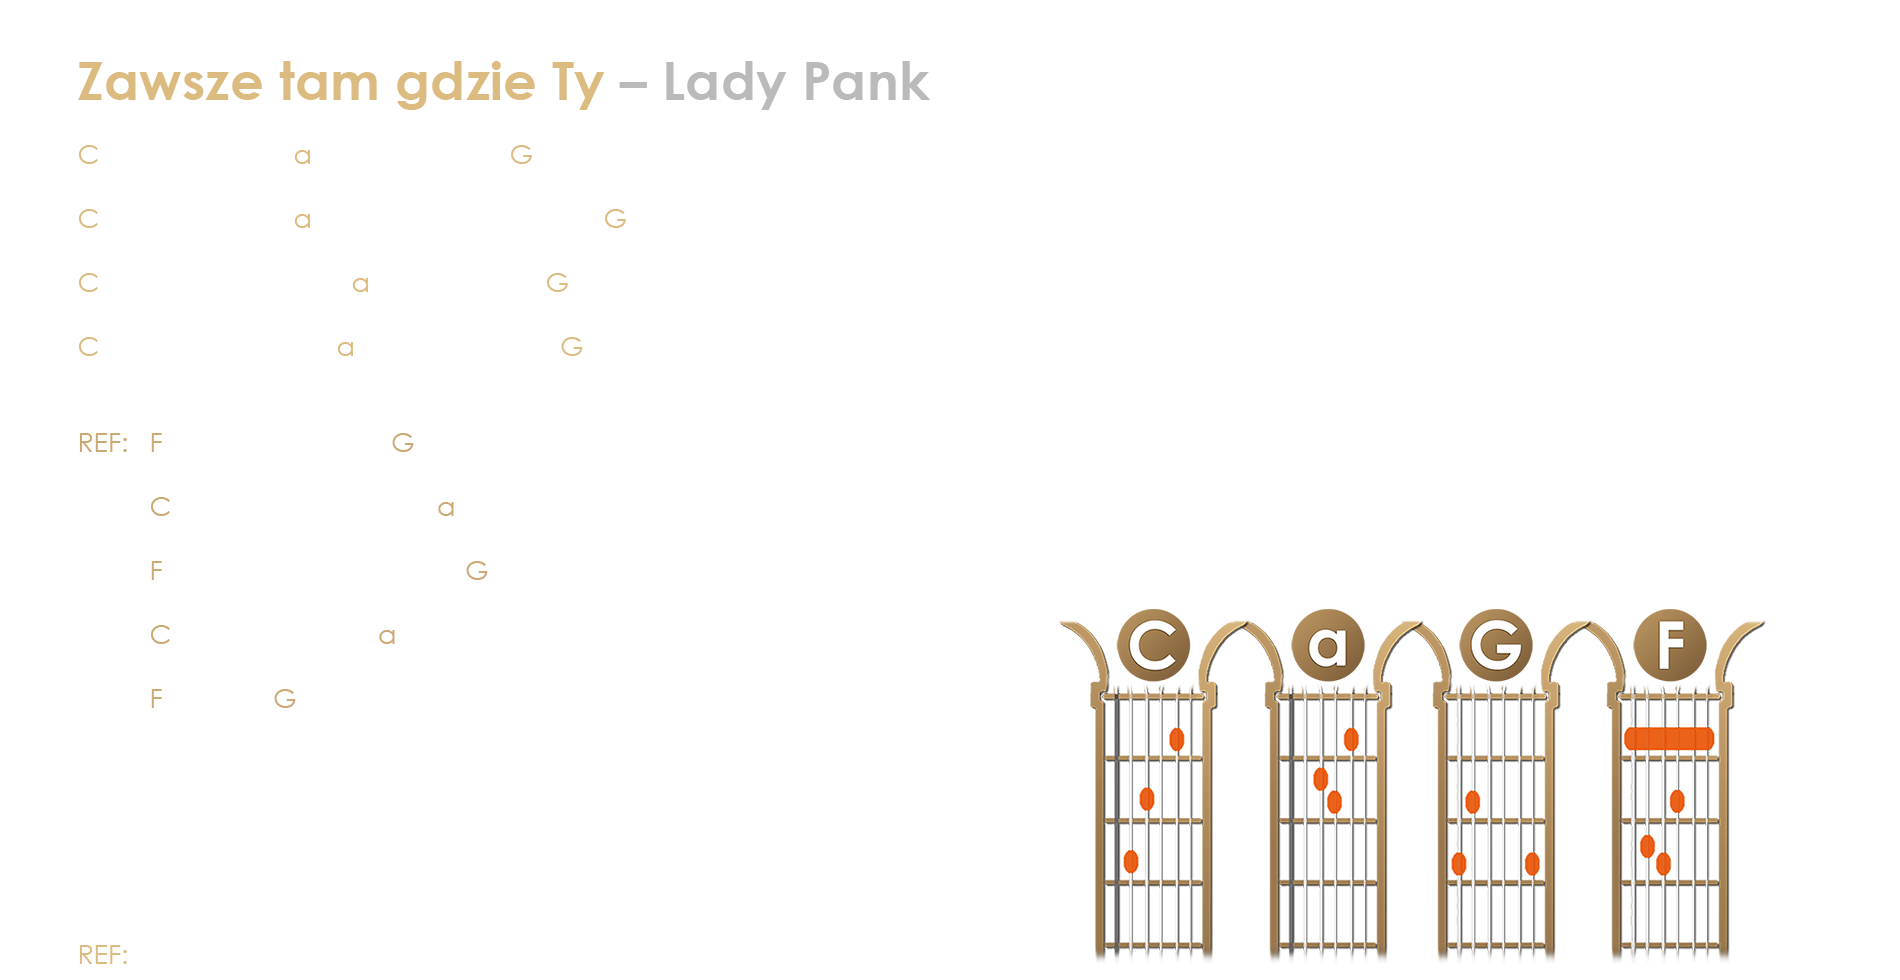 Zawsze tam gdzie Ty – Lady Pank
C a G
C a G
C a G
C a G
REF: F G
C a
F G
C a
F G
C a G F
REF: